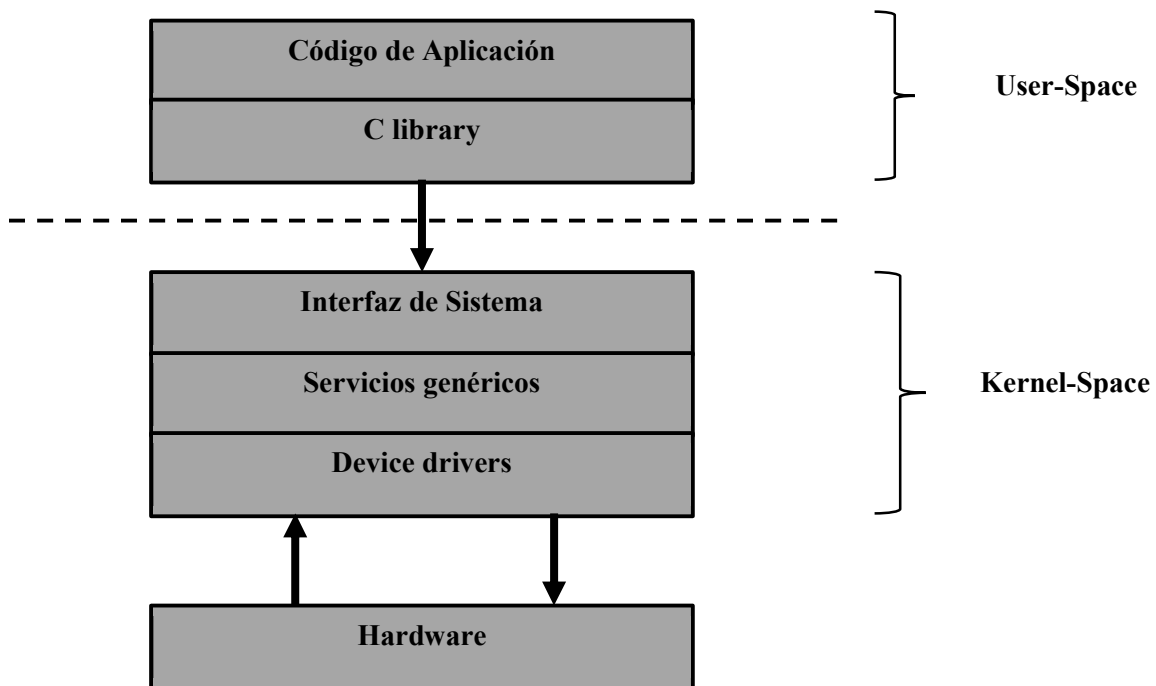 Código de Aplicación
User-Space
C library
Interfaz de Sistema
Servicios genéricos
Kernel-Space
Device drivers
Hardware